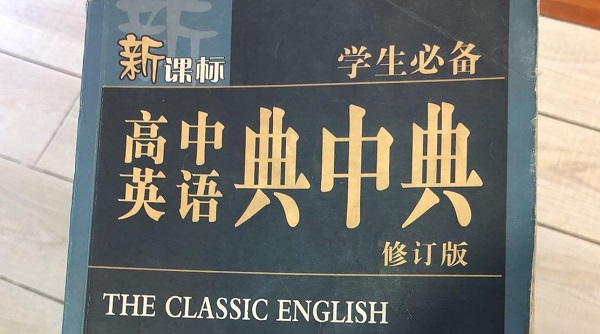 新课标
学生必备
高中
英语
典中典
修订版
THE CLASSIC ENGLISH